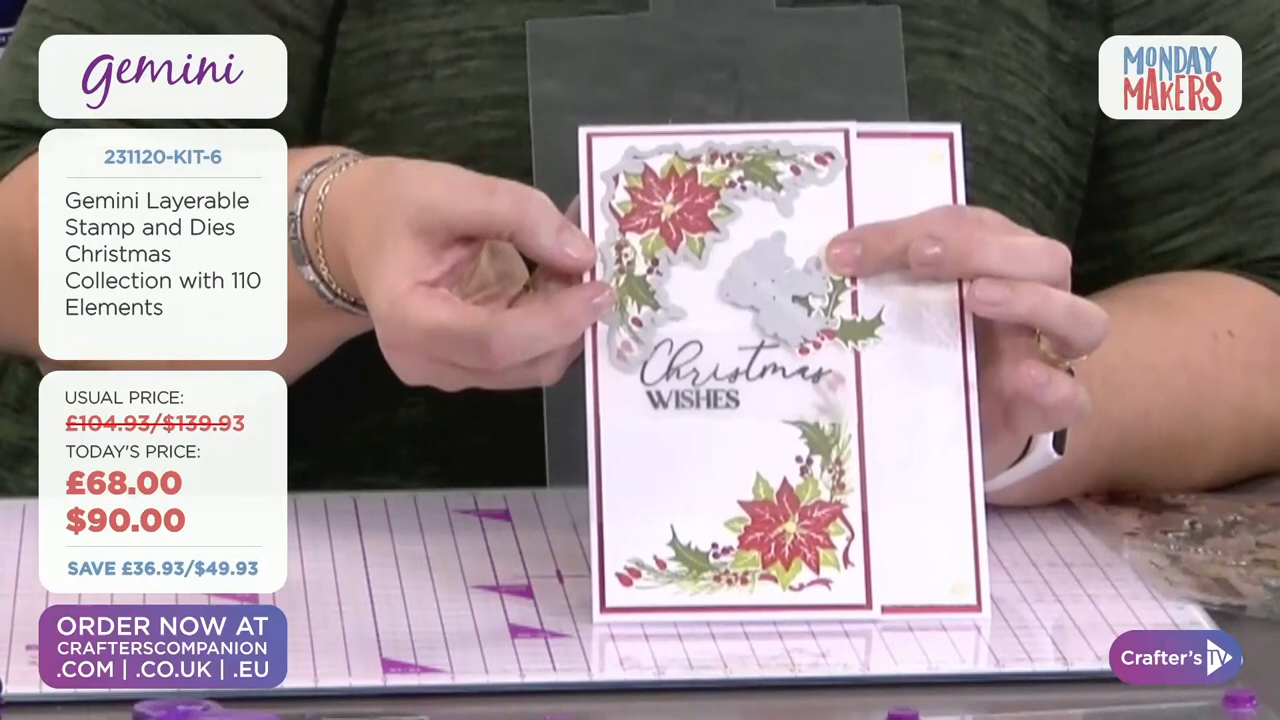 gemini
231120-KIT-6
Gemini Layerable
Stamp and Dies
Christmas
Collection with 110
Elements
USUAL PRICE:
£104.93/$139.93
TODAY'S PRICE:
£68.00
$90.00
SAVE £36.93/$49.93
ORDER NOW AT
CRAFTERSCOMPANION
.COM | .CO.UK | .EU
MONDAY
MAKERS
Christmas
WISHES
Crafter's TV